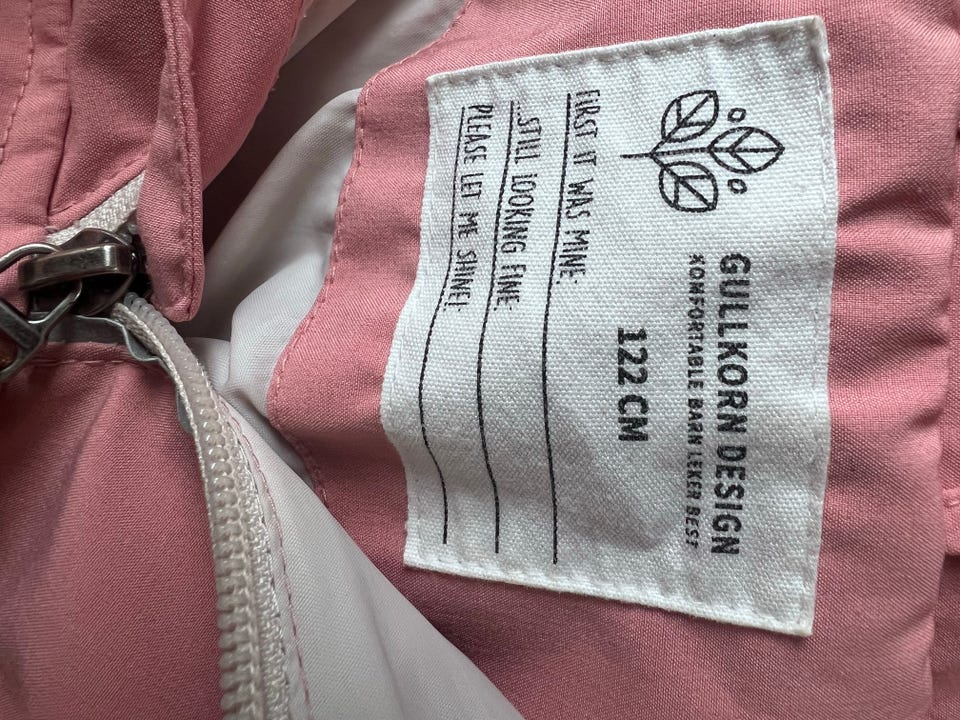 GULLKORN DESIGN
KOMFORTABLE BARN LEKER BEST
122 CM
FIRST IT WAS MINE.
...STILL LOOKING FINE.
PLEASE LET ME SHINE!